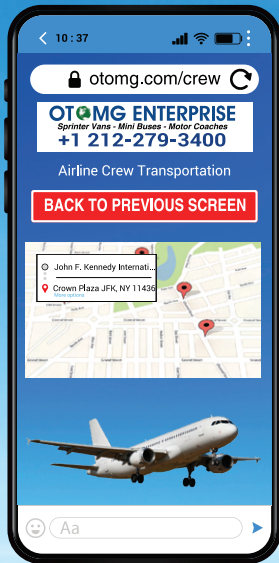 10:37
otomg.com/crew
OTOMG ENTERPRISE
Sprinter Vans - Mini Buses - Motor Coaches
+1 212-279-3400
Airline Crew Transportation
BACK TO PREVIOUS SCREEN
John F. Kennedy Internati...
Crown Plaza JFK, NY 11436
More options
Aa